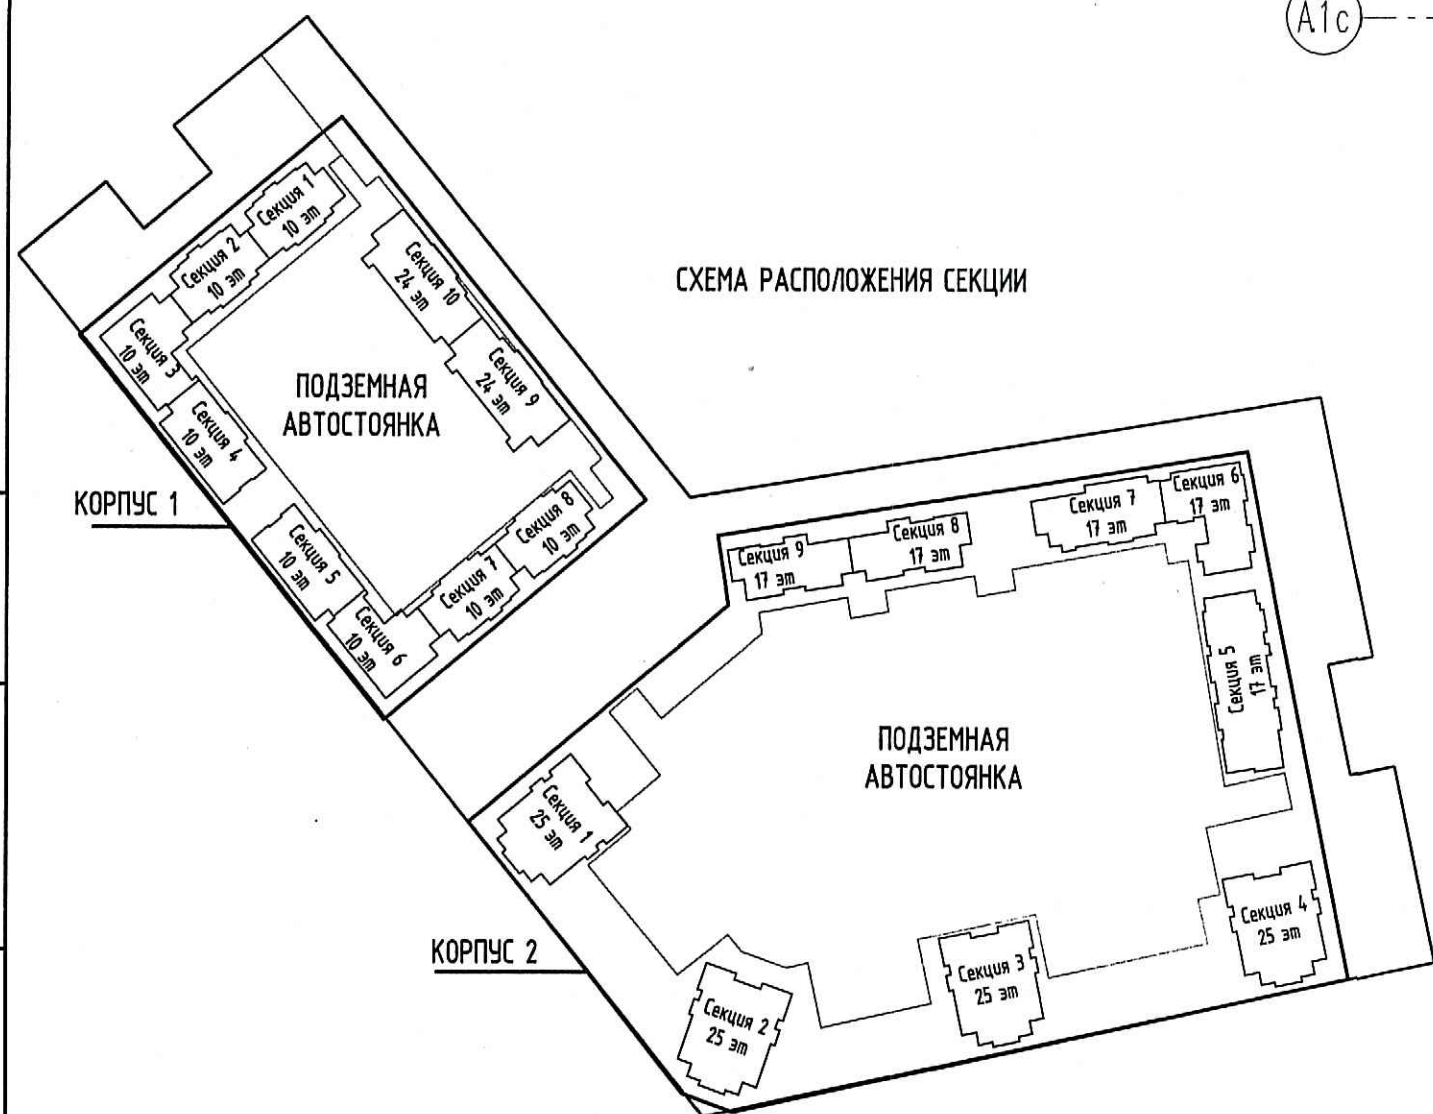 А.1с
СХЕМА РАСПОЛОЖЕНИЯ СЕКЦИИ
КОРПУС 1
Секция 1
10 эт
Секция 2
10 эт
Секция 3
10 эт
Секция 4
10 эт
Секция 5
10 эт
Секция 6
10 эт
Секция 7
10 эт
Секция 8
10 эт
Секция 9
24 эт
Секция 10
24 эт
ПОДЗЕМНАЯ
АВТОСТОЯНКА
КОРПУС 2
Секция 9
17 эт
Секция 8
17 эт
Секция 7
17 эт
Секция 6
17 эт
Секция 5
17 эт
ПОДЗЕМНАЯ
АВТОСТОЯНКА
Секция 1
25 эт
Секция 2
25 эт
Секция 3
25 эт
Секция 4
25 эт